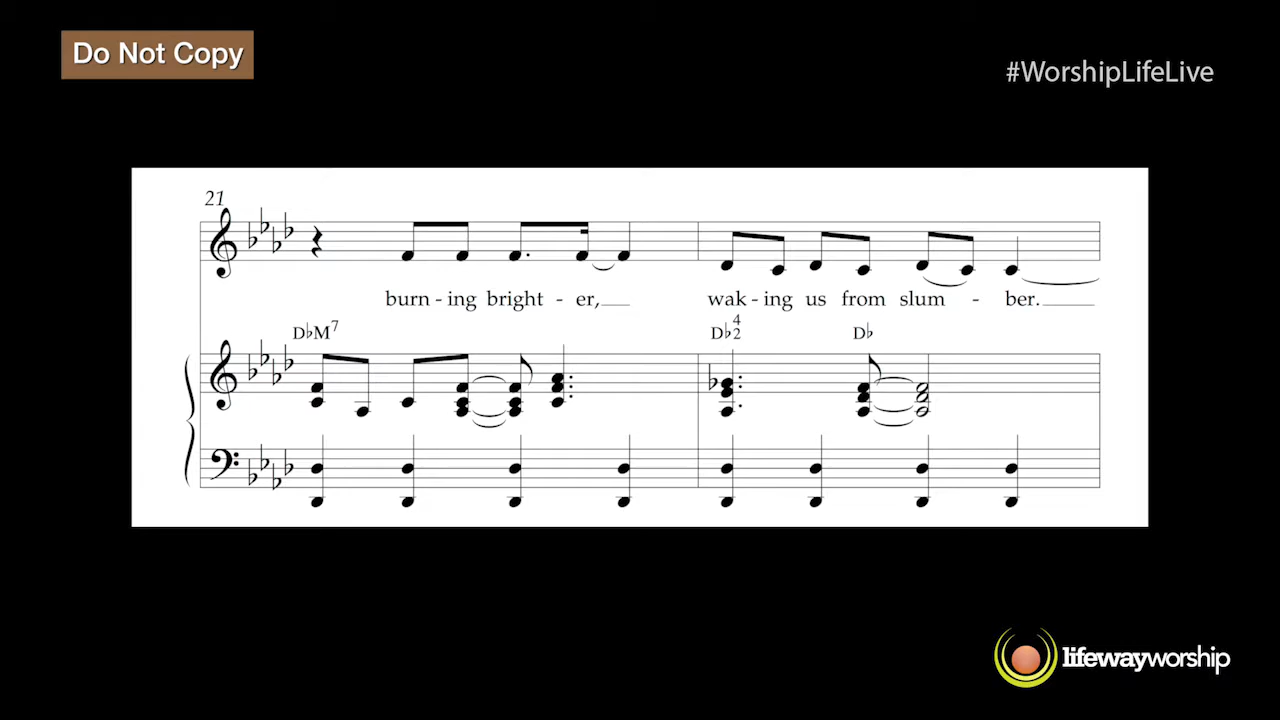 Do Not Copy
#WorshipLifeLive
21
burn - ing bright - er,
wak - ing us from slum - ber.
D♭M7
D♭2 4
D♭
lifewayworship